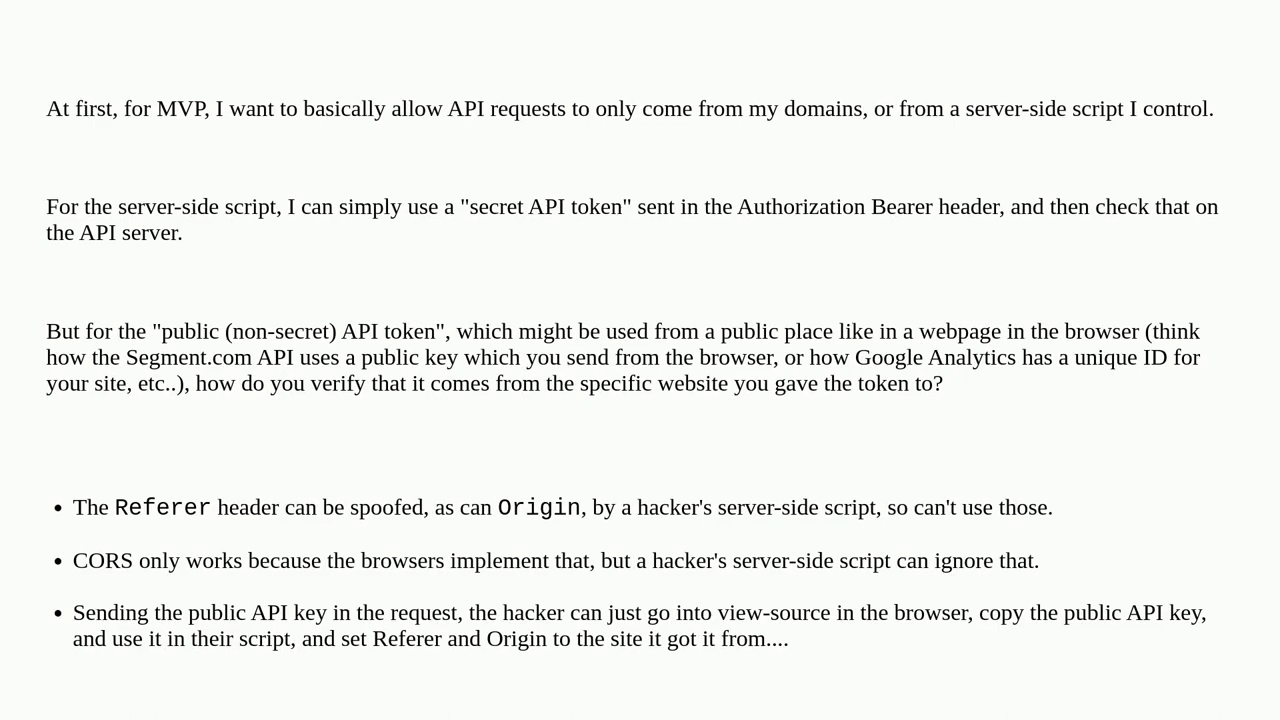 At first, for MVP, I want to basically allow API requests to only come from my domains, or from a server-side script I control.
For the server-side script, I can simply use a "secret API token" sent in the Authorization Bearer header, and then check that on
the API server.
But for the "public (non-secret) API token", which might be used from a public place like in a webpage in the browser (think
how the Segment.com API uses a public key which you send from the browser, or how Google Analytics has a unique ID for
your site, etc..), how do you verify that it comes from the specific website you gave the token to?
• The Referer header can be spoofed, as can Origin, by a hacker's server-side script, so can't use those.
• CORS only works because the browsers implement that, but a hacker's server-side script can ignore that.
• Sending the public API key in the request, the hacker can just go into view-source in the browser, copy the public API key,
and use it in their script, and set Referer and Origin to the site it got it from....